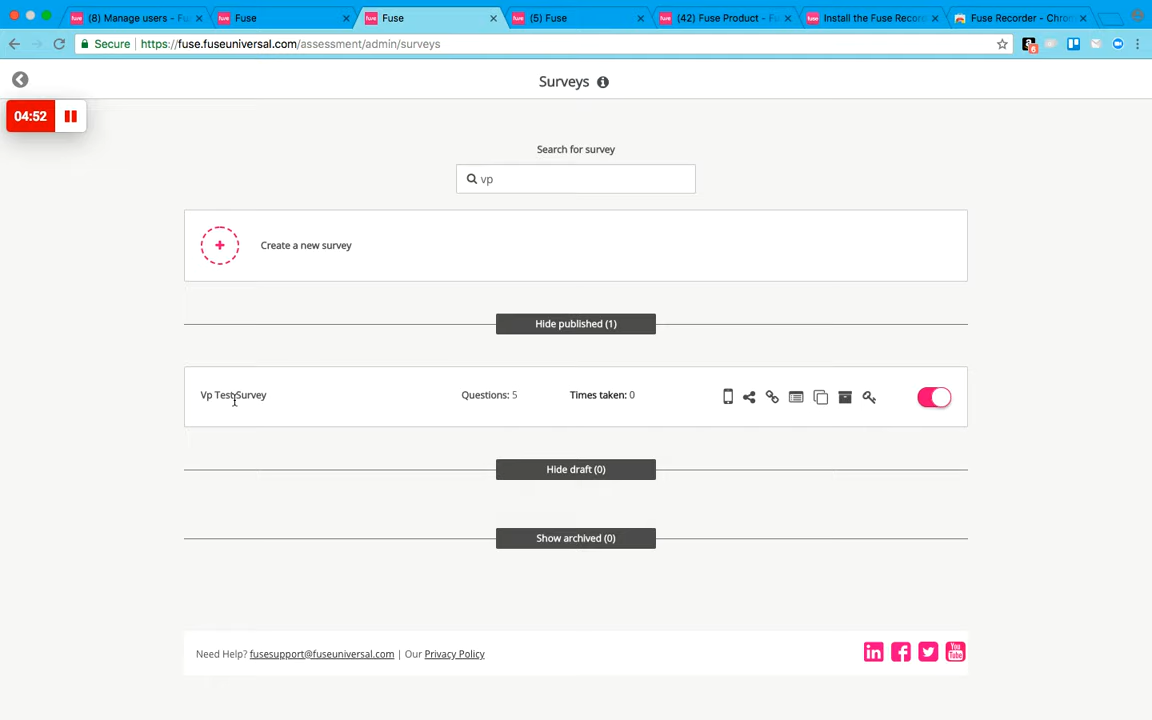 (8) Manage users - Fu
Fuse
Fuse
(5) Fuse
(42) Fuse Product - F
Install the Fuse Recor
Fuse Recorder - Chro
Secure
https://fuse.fuseuniversal.com/assessment/admin/surveys
6
Surveys
04:52
Search for survey
vp
Create a new survey
Hide published (1)
Vp Test Survey
Questions: 5
Times taken: 0
Hide draft (0)
Show archived (0)
Need Help? fusesupport@fuseuniversal.com | Our Privacy Policy